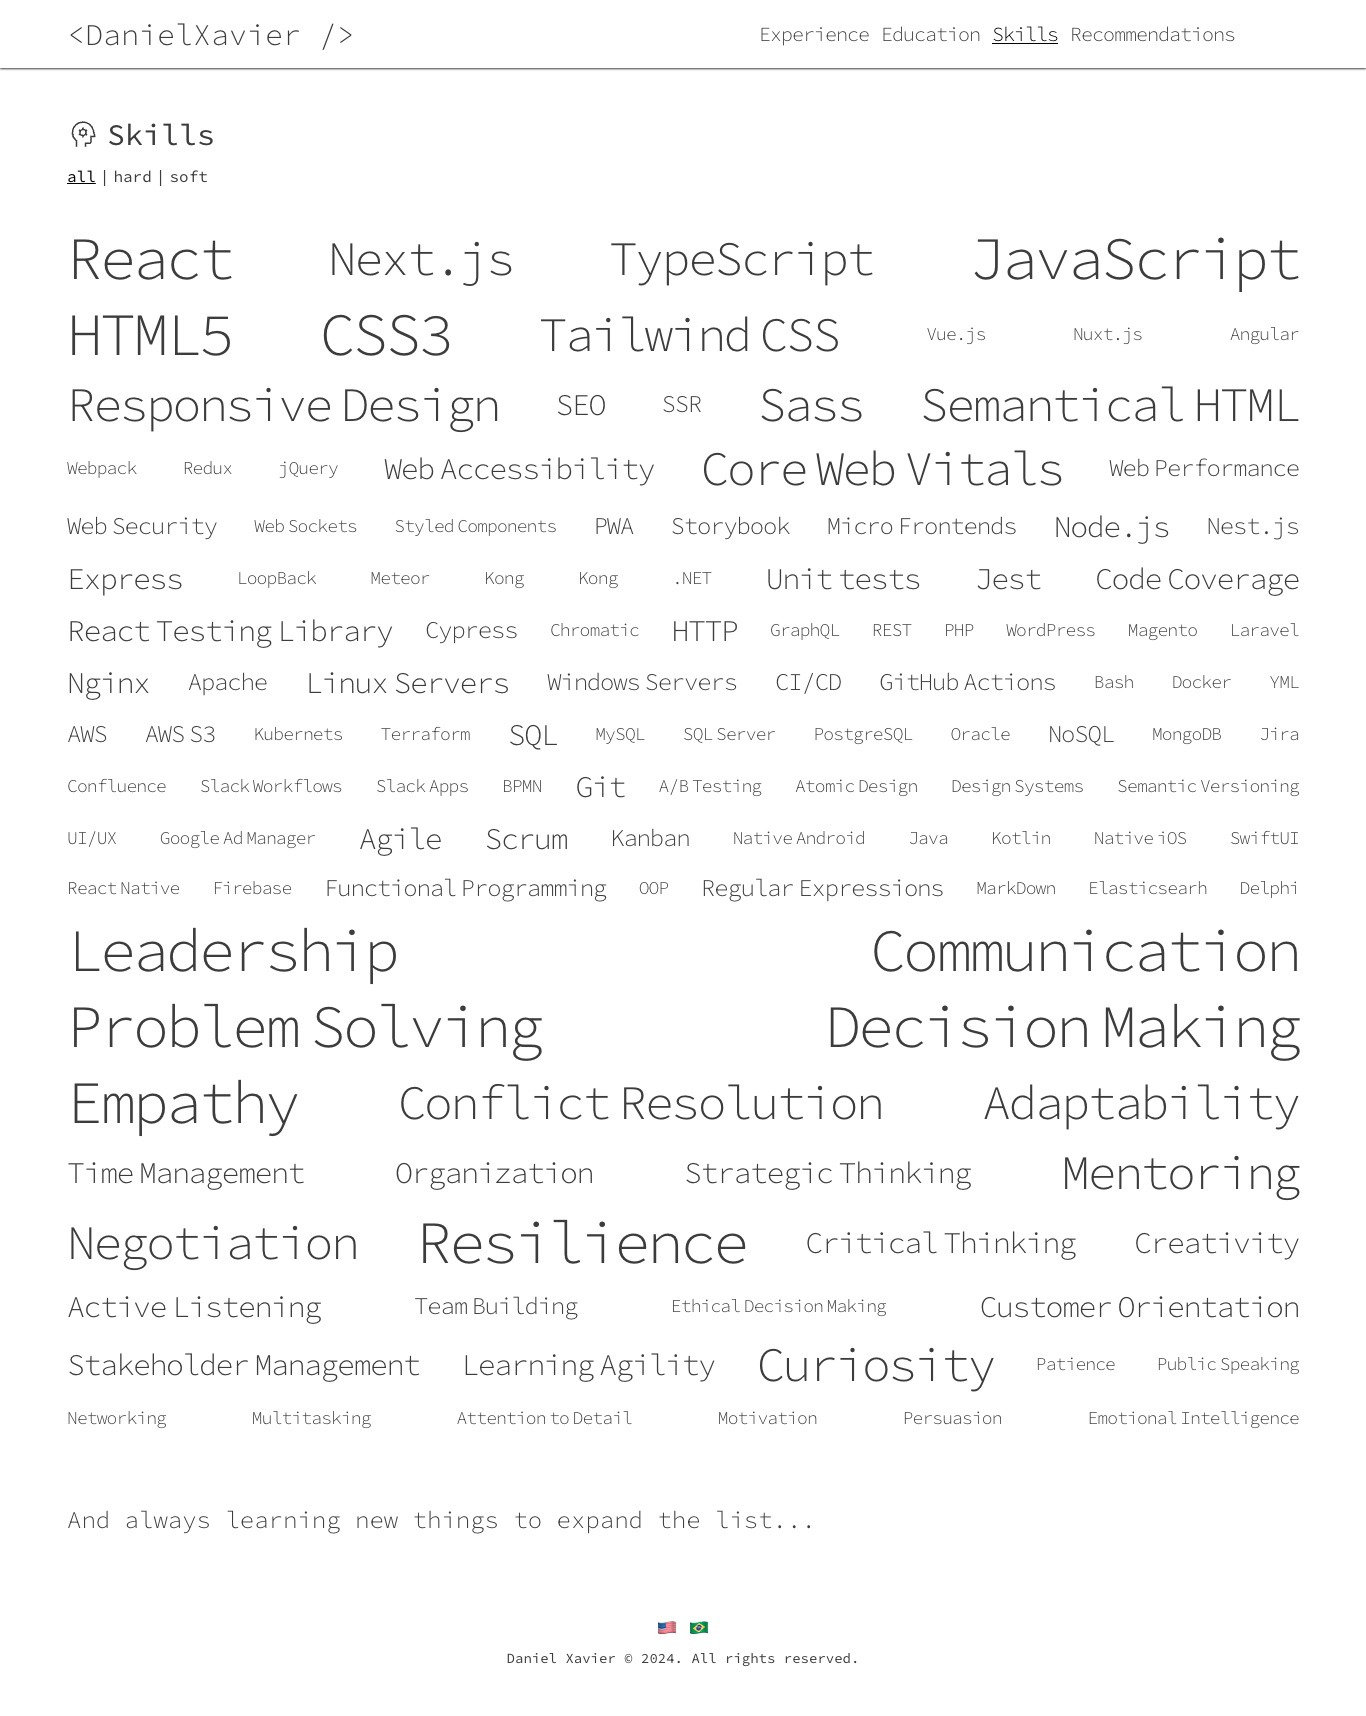 <DanielXavier />
Experience Education Skills Recommendations
Skills
all | hard | soft
React Next.js TypeScript JavaScript
HTML5 CSS3 Tailwind CSS Vue.js Nuxt.js Angular
Responsive Design SEO SSR Sass Semantical HTML
Webpack Redux jQuery Web Accessibility Core Web Vitals Web Performance
Web Security Web Sockets Styled Components PWA Storybook Micro Frontends Node.js Nest.js
Express LoopBack Meteor Kong Kong .NET Unit tests Jest Code Coverage
React Testing Library Cypress Chromatic HTTP GraphQL REST PHP WordPress Magento Laravel
Nginx Apache Linux Servers Windows Servers CI/CD GitHub Actions Bash Docker YML
AWS AWS S3 Kubernets Terraform SQL MySQL SQL Server PostgreSQL Oracle NoSQL MongoDB Jira
Confluence Slack Workflows Slack Apps BPMN Git A/B Testing Atomic Design Design Systems Semantic Versioning
UI/UX Google Ad Manager Agile Scrum Kanban Native Android Java Kotlin Native iOS SwiftUI
React Native Firebase Functional Programming OOP Regular Expressions MarkDown Elasticsearh Delphi
Leadership Communication
Problem Solving Decision Making
Empathy Conflict Resolution Adaptability
Time Management Organization Strategic Thinking Mentoring
Negotiation Resilience Critical Thinking Creativity
Active Listening Team Building Ethical Decision Making Customer Orientation
Stakeholder Management Learning Agility Curiosity Patience Public Speaking
Networking Multitasking Attention to Detail Motivation Persuasion Emotional Intelligence
And always learning new things to expand the list...
Daniel Xavier © 2024. All rights reserved.